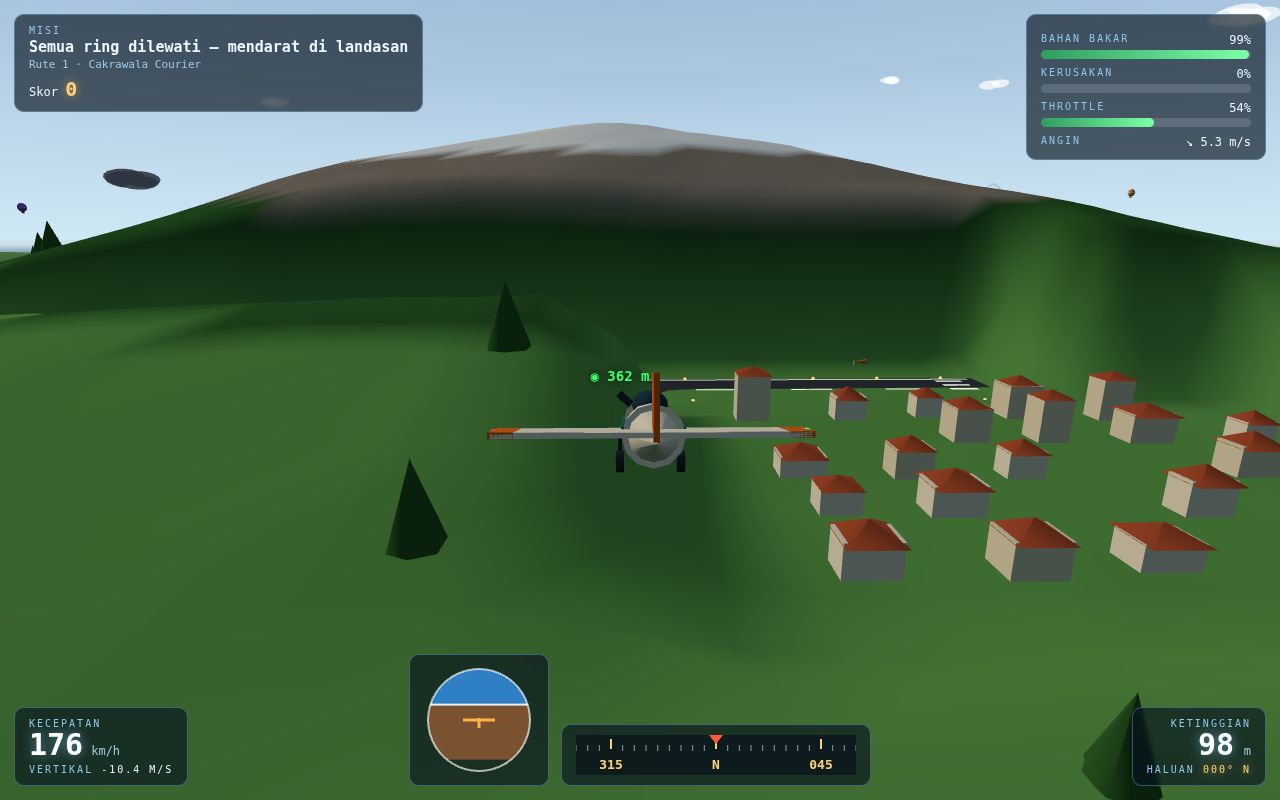 MISI
Semua ring dilewati — mendarat di landasan
Rute 1 · Cakrawala Courier
Skor 0
BAHAN BAKAR 99%
KERUSAKAN 0%
THROTTLE 54%
ANGIN ↘ 5.3 m/s
◉ 362 m
KECEPATAN
176 km/h
VERTIKAL -10.4 M/S
315 N 045
KETINGGIAN
98 m
HALUAN 000° N